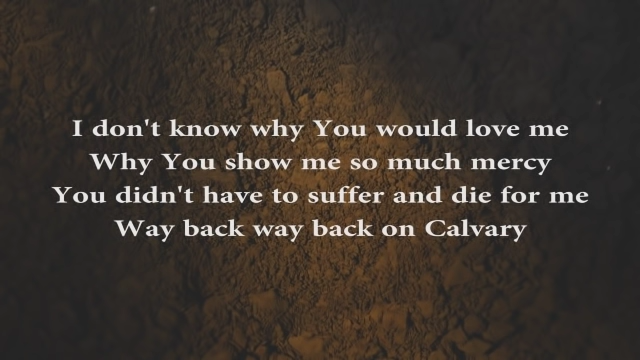 I don't know why You would love me
Why You show me so much mercy
You didn't have to suffer and die for me
Way back way back on Calvary